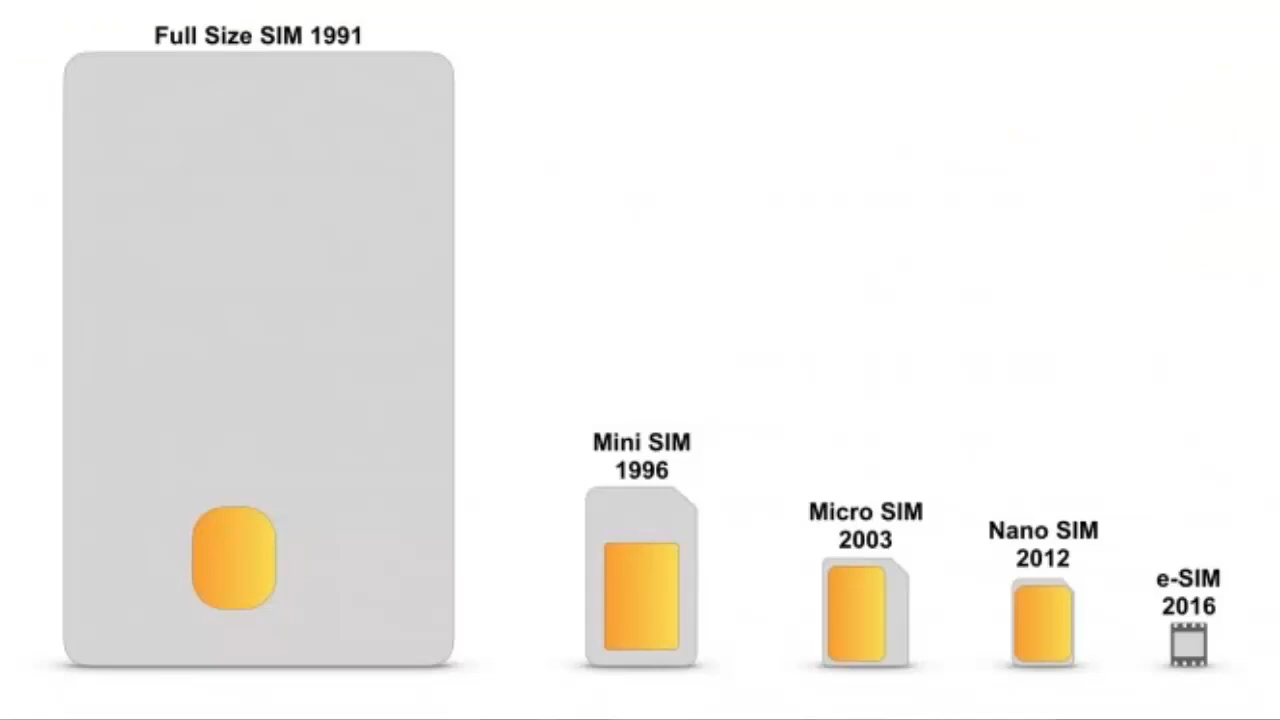 Full Size SIM 1991
Mini SIM
1996
Micro SIM
2003
Nano SIM
2012
e-SIM
2016